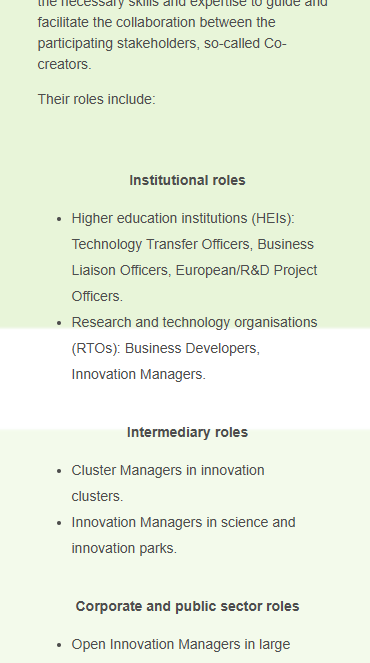 the necessary skills and expertise to guide and
facilitate the collaboration between the
participating stakeholders, so-called Co-
creators.
Their roles include:
Institutional roles
• Higher education institutions (HEIs):
Technology Transfer Officers, Business
Liaison Officers, European/R&D Project
Officers.
• Research and technology organisations
(RTOs): Business Developers,
Innovation Managers.
Intermediary roles
• Cluster Managers in innovation
clusters.
• Innovation Managers in science and
innovation parks.
Corporate and public sector roles
• Open Innovation Managers in large